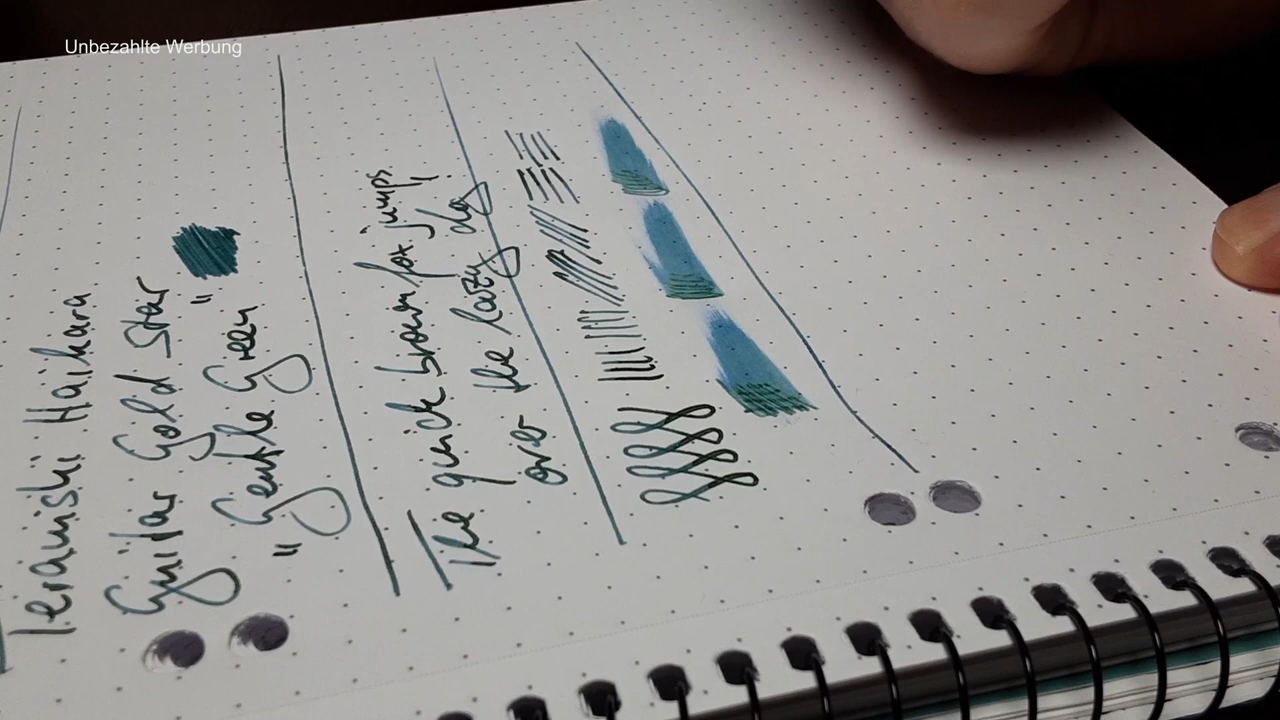 Unbezahlte Werbung
Teranishi Haikara
Guitar Gold Star
"Gentle Green"
The quick brown fox jumps
over the lazy dog